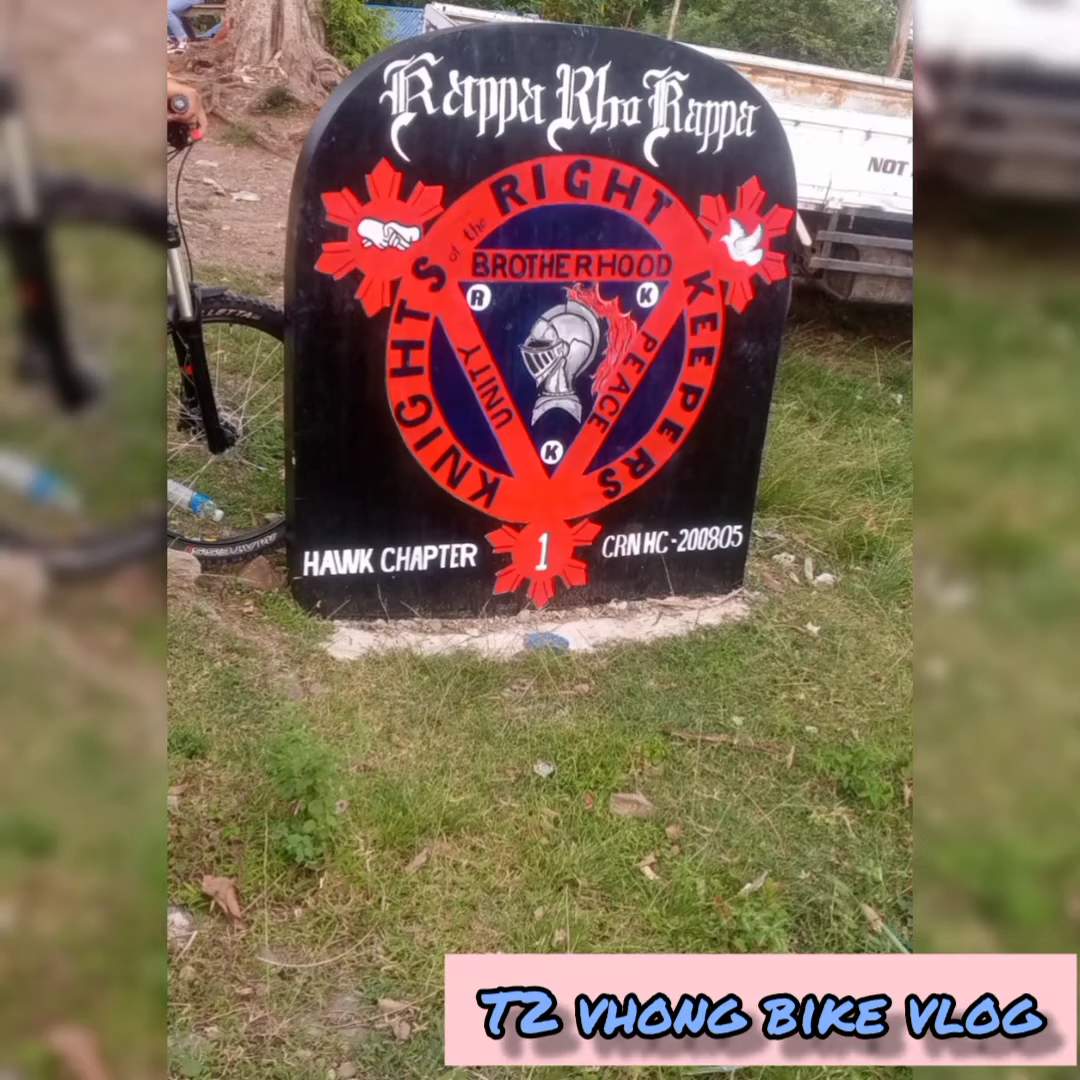 Kappa Rho Kappa
KNIGHTS of the RIGHT KEEPERS
BROTHERHOOD
R K
UNITY PEACE
K
HAWK CHAPTER 1 CRN HC-200805
NOT
T2 VHONG BIKE VLOG